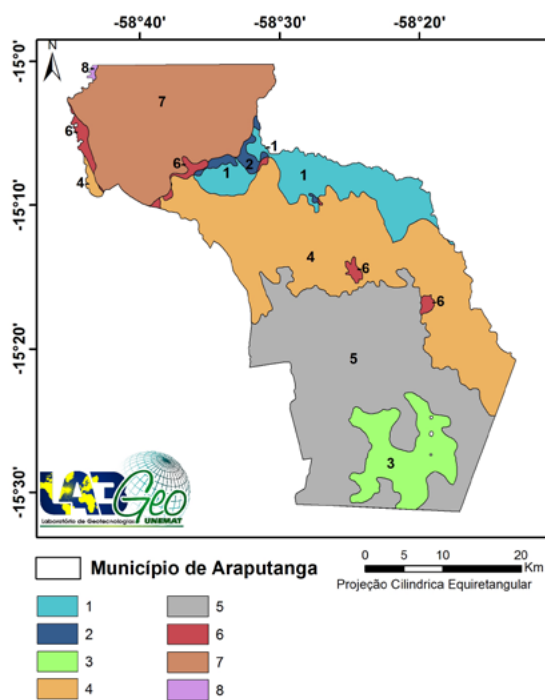 -58°40' -58°30' -58°20'
N
-15°0'
-15°10'
-15°20'
-15°30'
8
7
6
4
6
1
2
1
1
4
6
6
5
3
LABGeo
UNEMAT
Laboratório de Geotecnologias
Município de Araputanga
0 5 10 20
Km
Projeção Cilindrica Equiretangular
1 5
2 6
3 7
4 8